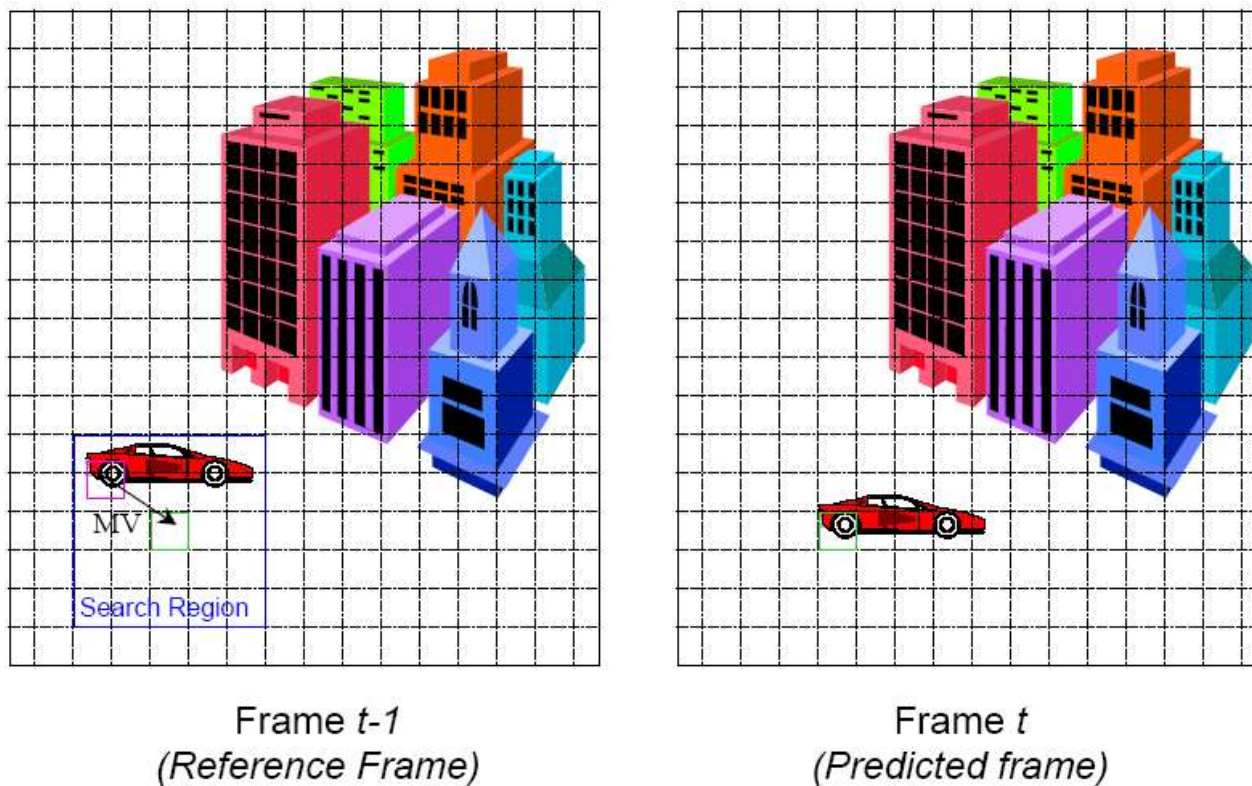 MV
Search Region
Frame t-1
(Reference Frame)
Frame t
(Predicted frame)